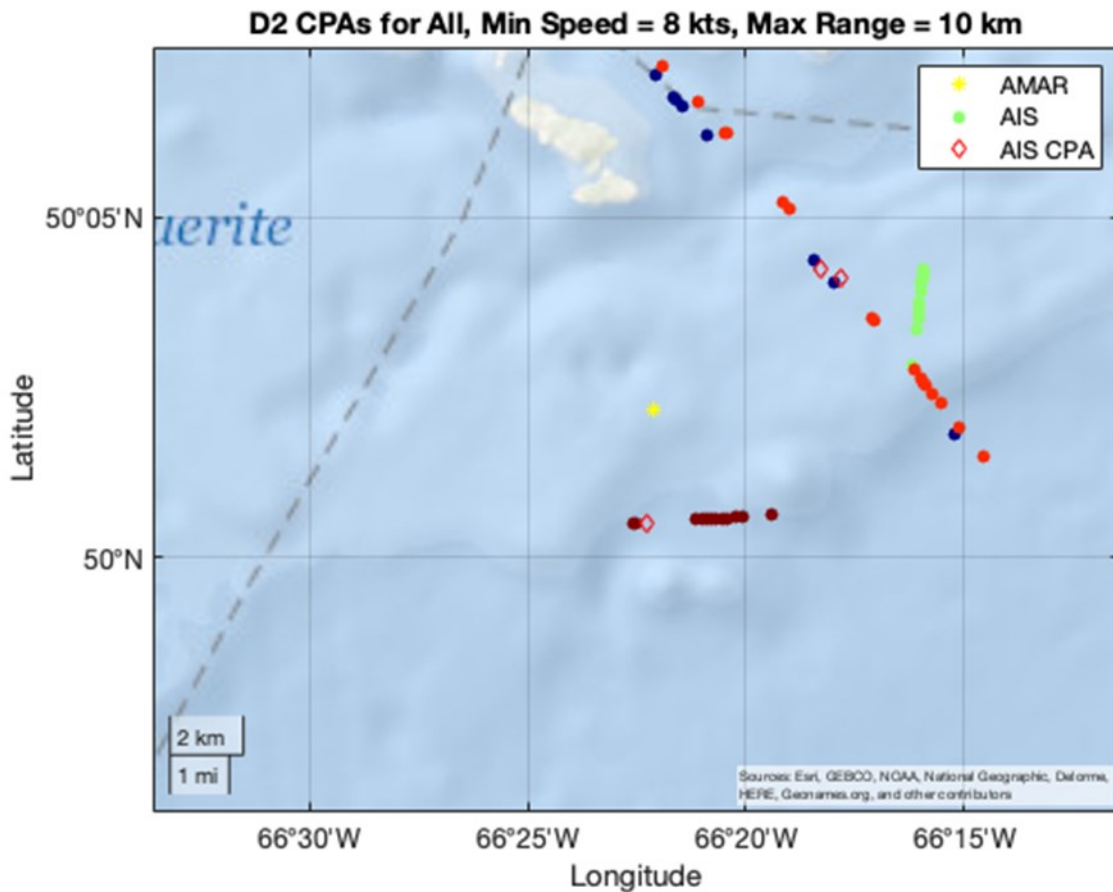 D2 CPAs for All, Min Speed = 8 kts, Max Range = 10 km
AMAR
AIS
AIS CPA
50°05'N
uerite
Latitude
50°N
2 km
1 mi
Sources: Esri, GEBCO, NOAA, National Geographic, Delorme,
HERE, Geonames.org, and other contributors
66°30'W
66°25'W
66°20'W
66°15'W
Longitude